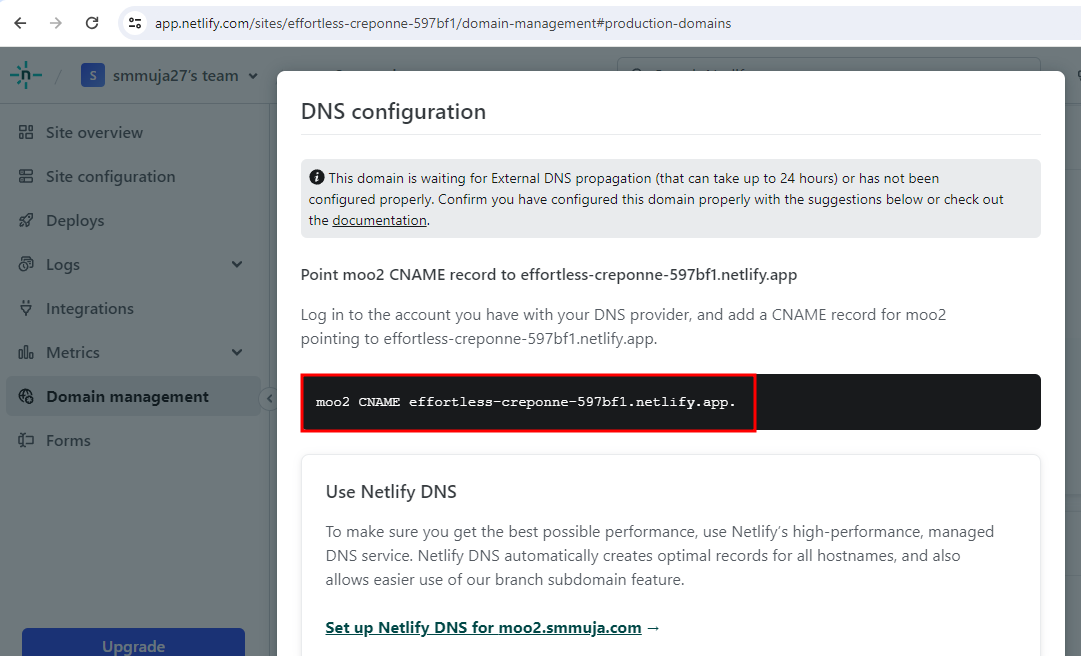 app.netlify.com/sites/effortless-creponne-597bf1/domain-management#production-domains
n / S smmuja27's team
Site overview
Site configuration
Deploys
Logs
Integrations
Metrics
Domain management
Forms
Upgrade
DNS configuration
This domain is waiting for External DNS propagation (that can take up to 24 hours) or has not been
configured properly. Confirm you have configured this domain properly with the suggestions below or check out
the documentation.
Point moo2 CNAME record to effortless-creponne-597bf1.netlify.app
Log in to the account you have with your DNS provider, and add a CNAME record for moo2
pointing to effortless-creponne-597bf1.netlify.app.
moo2 CNAME effortless-creponne-597bf1.netlify.app.
Use Netlify DNS
To make sure you get the best possible performance, use Netlify's high-performance, managed
DNS service. Netlify DNS automatically creates optimal records for all hostnames, and also
allows easier use of our branch subdomain feature.
Set up Netlify DNS for moo2.smmuja.com →